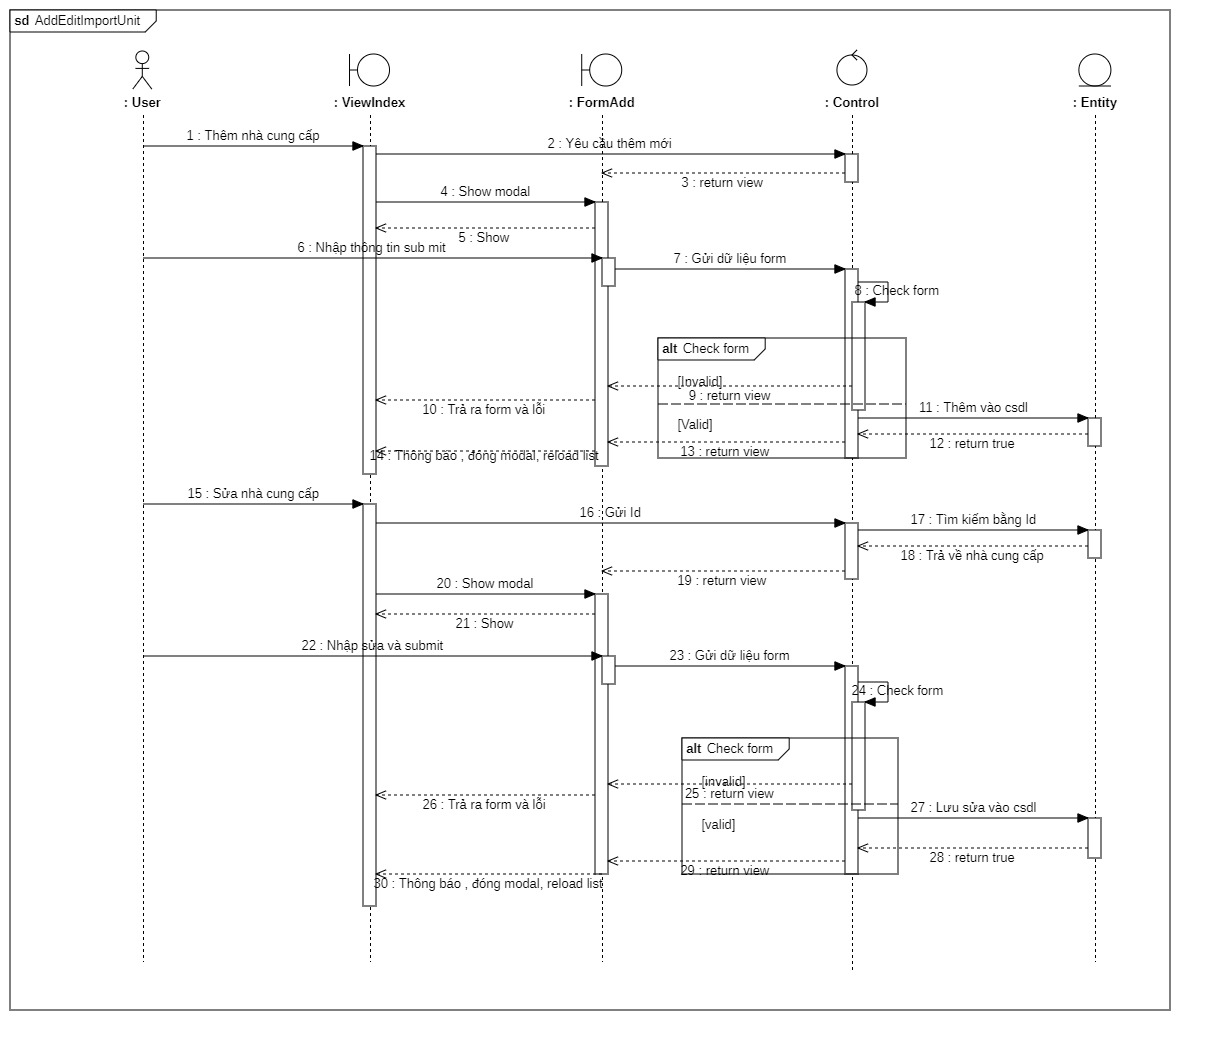 sd AddEditImportUnit
: User
: ViewIndex
: FormAdd
: Control
: Entity
1 : Thêm nhà cung cấp
2 : Yêu cầu thêm mới
3 : return view
4 : Show modal
5 : Show
6 : Nhập thông tin sub mit
7 : Gửi dữ liệu form
8 : Check form
alt Check form
[Invalid]
9 : return view
10 : Trả ra form và lỗi
11 : Thêm vào csdl
[Valid]
12 : return true
13 : return view
14 : Thông báo , đóng modal, reload list
15 : Sửa nhà cung cấp
16 : Gửi Id
17 : Tìm kiếm bằng Id
18 : Trả về nhà cung cấp
19 : return view
20 : Show modal
21 : Show
22 : Nhập sửa và submit
23 : Gửi dữ liệu form
24 : Check form
alt Check form
[invalid]
25 : return view
26 : Trả ra form và lỗi
27 : Lưu sửa vào csdl
[valid]
28 : return true
29 : return view
30 : Thông báo , đóng modal, reload list